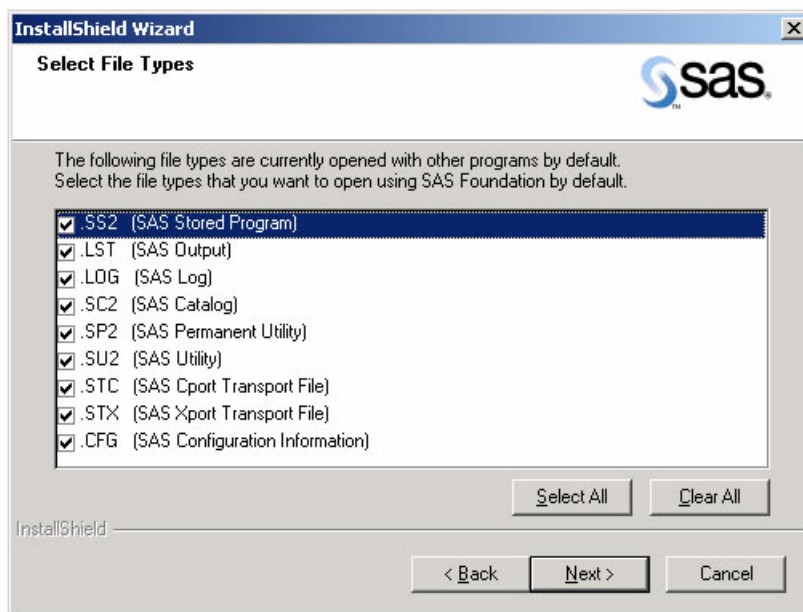 InstallShield Wizard
Select File Types
sas.
TM
®
The following file types are currently opened with other programs by default.
Select the file types that you want to open using SAS Foundation by default.
.SS2 (SAS Stored Program)
.LST (SAS Output)
.LOG (SAS Log)
.SC2 (SAS Catalog)
.SP2 (SAS Permanent Utility)
.SU2 (SAS Utility)
.STC (SAS Cport Transport File)
.STX (SAS Xport Transport File)
.CFG (SAS Configuration Information)
Select All
Clear All
InstallShield
< Back
Next >
Cancel